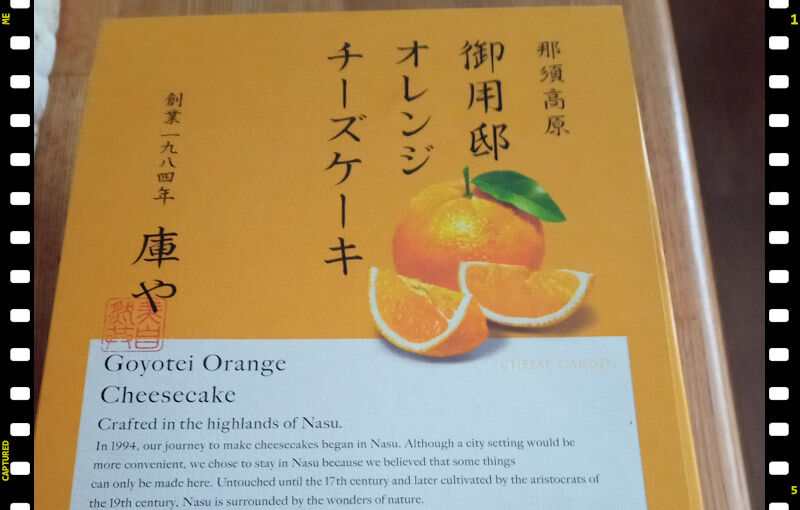 那須高原
御用邸
オレンジ
チーズケーキ
創業一九八四年
庫や
Goyotei Orange
Cheesecake
CHEESE GARDEN
Crafted in the highlands of Nasu.
In 1994, our journey to make cheesecakes began in Nasu. Although a city setting would be
more convenient, we chose to stay in Nasu because we believed that some things
can only be made here. Untouched until the 17th century and later cultivated by the aristocrats of
the 19th century, Nasu is surrounded by the wonders of nature.
ME
CAPTURED
1
5